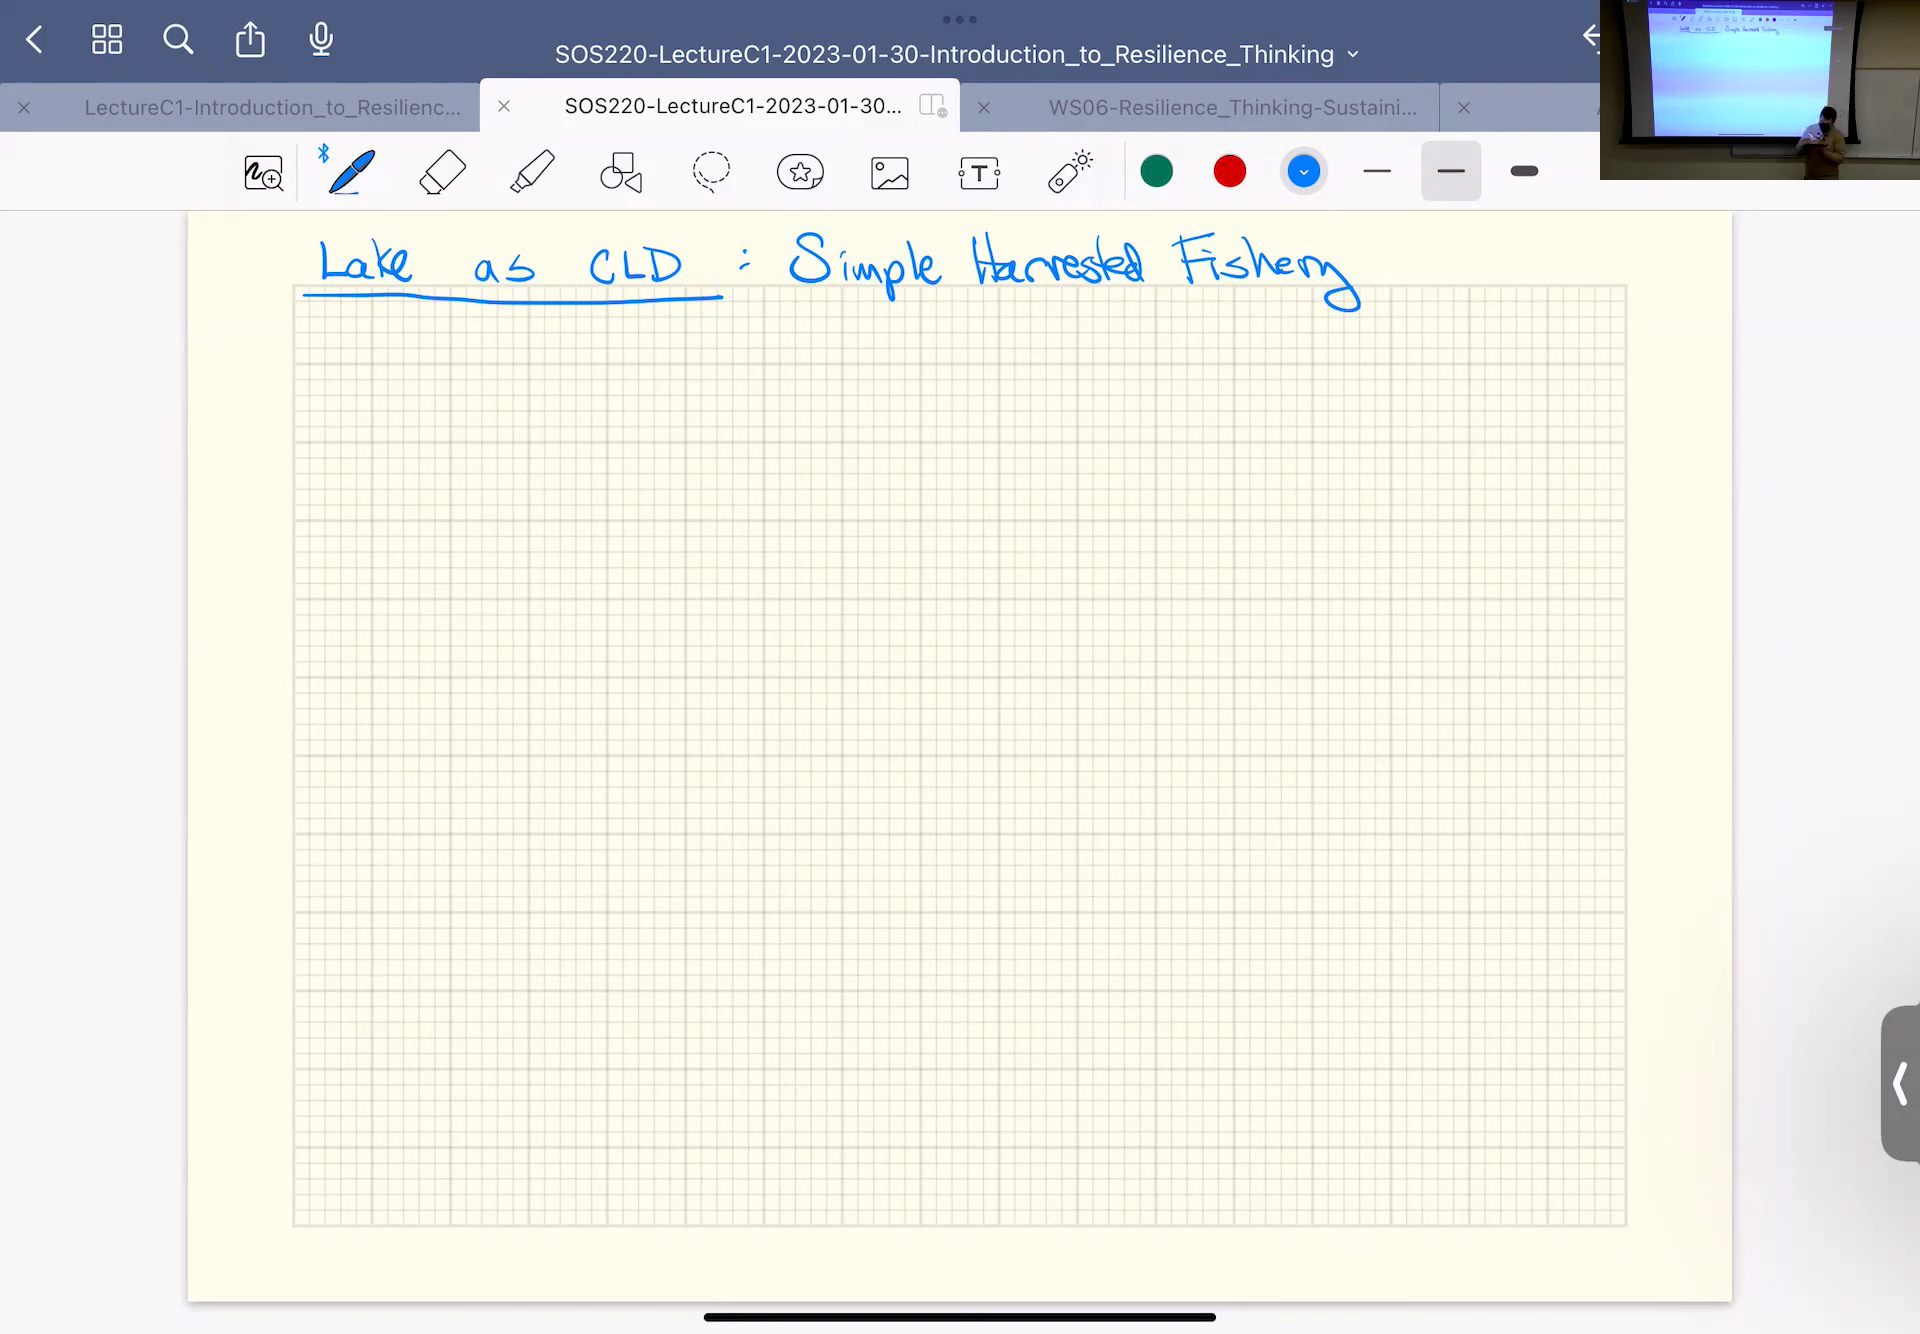 SOS220-LectureC1-2023-01-30-Introduction_to_Resilience_Thinking
LectureC1-Introduction_to_Resilienc...
SOS220-LectureC1-2023-01-30...
WS06-Resilience_Thinking-Sustaini...
T
Lake as CLD : Simple Harvested Fishery